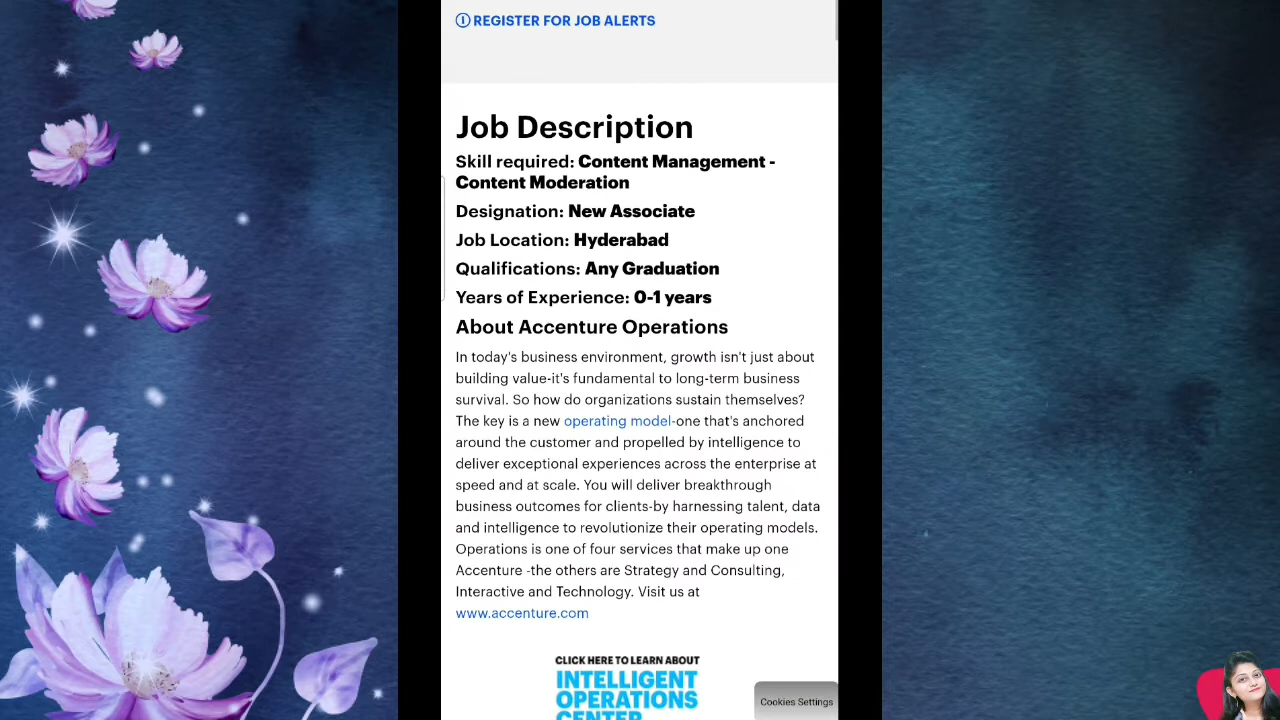 REGISTER FOR JOB ALERTS
Job Description
Skill required: Content Management -
Content Moderation
Designation: New Associate
Job Location: Hyderabad
Qualifications: Any Graduation
Years of Experience: 0-1 years
About Accenture Operations
In today's business environment, growth isn't just about
building value-it's fundamental to long-term business
survival. So how do organizations sustain themselves?
The key is a new operating model-one that's anchored
around the customer and propelled by intelligence to
deliver exceptional experiences across the enterprise at
speed and at scale. You will deliver breakthrough
business outcomes for clients-by harnessing talent, data
and intelligence to revolutionize their operating models.
Operations is one of four services that make up one
Accenture -the others are Strategy and Consulting,
Interactive and Technology. Visit us at
www.accenture.com
CLICK HERE TO LEARN ABOUT
INTELLIGENT
OPERATIONS
CENTER
Cookies Settings